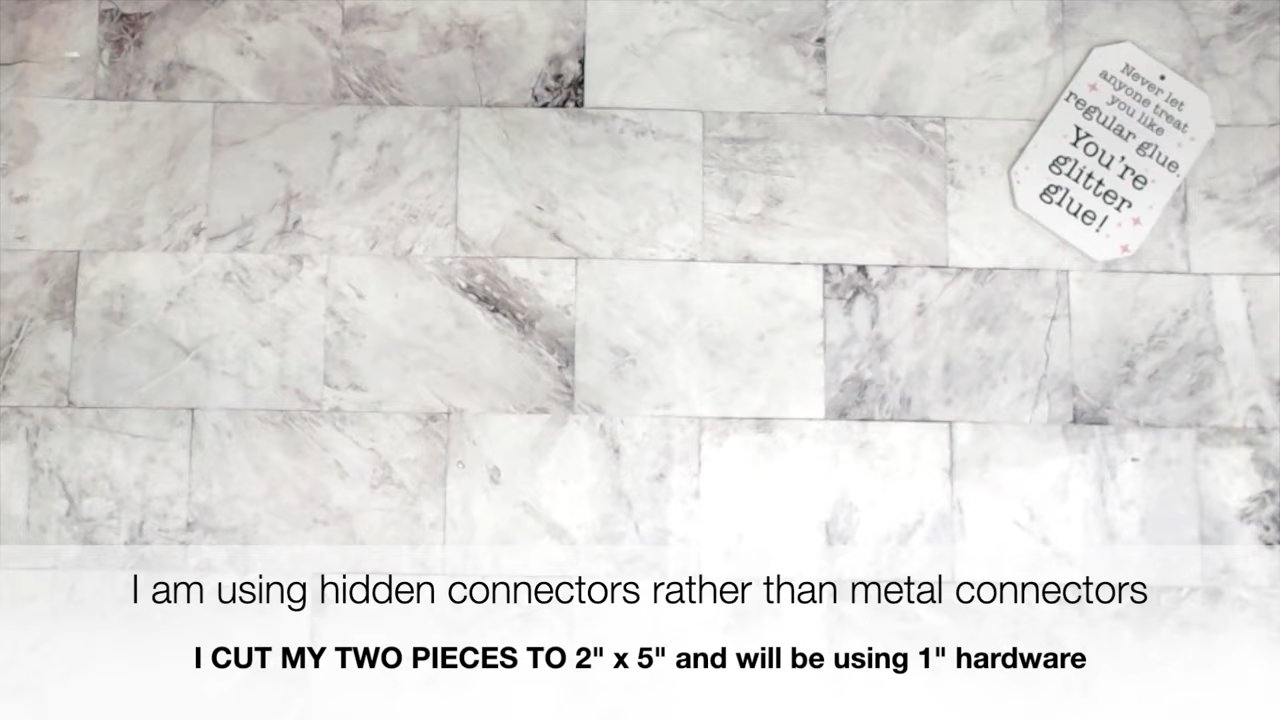 Never let
anyone treat
you like
regular glue.
You're
glitter
glue!
I am using hidden connectors rather than metal connectors
I CUT MY TWO PIECES TO 2" x 5" and will be using 1" hardware